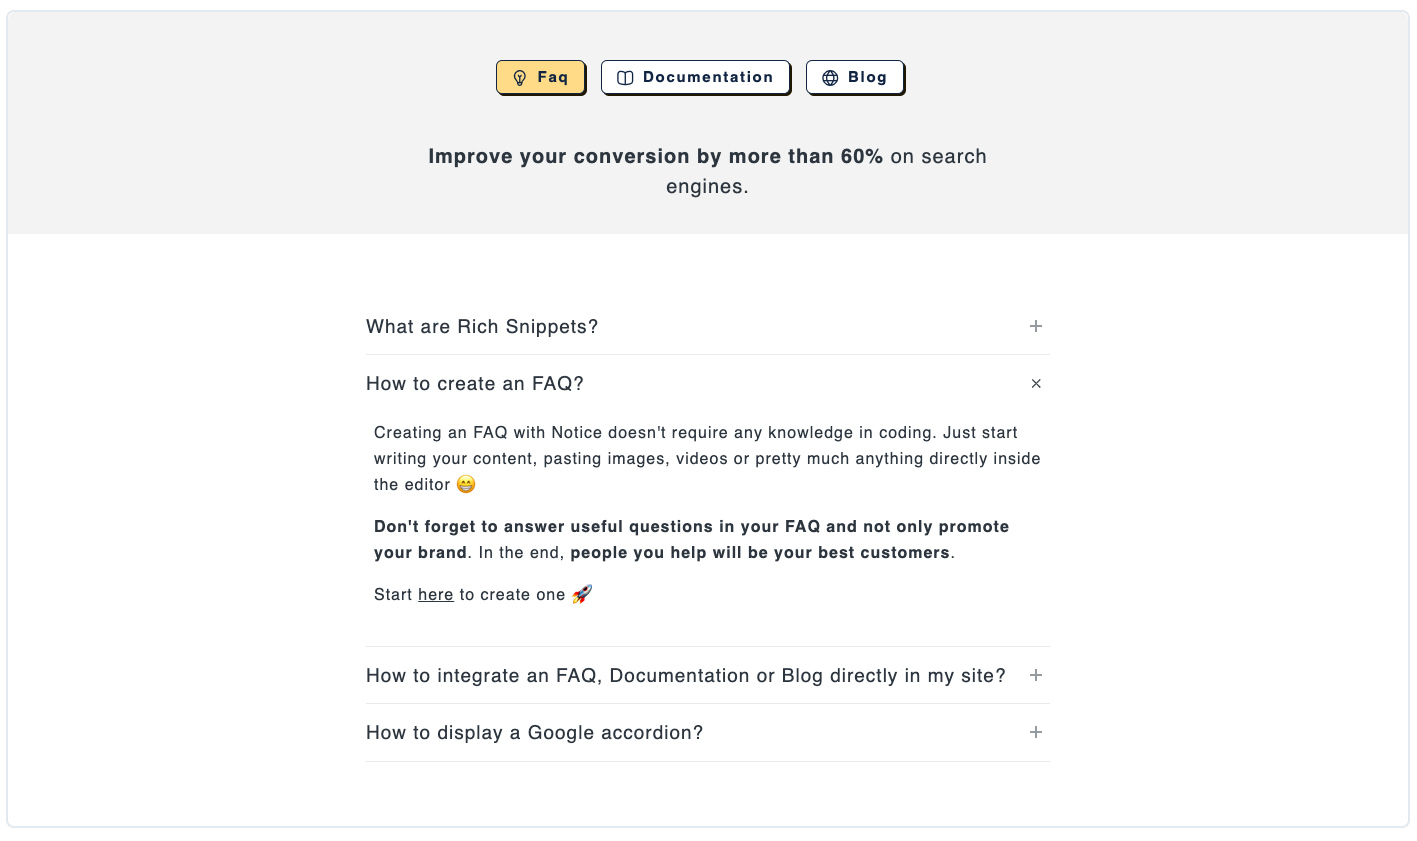 Faq
Documentation
Blog
Improve your conversion by more than 60% on search
engines.
What are Rich Snippets?
How to create an FAQ?
Creating an FAQ with Notice doesn't require any knowledge in coding. Just start
writing your content, pasting images, videos or pretty much anything directly inside
the editor 😁
Don't forget to answer useful questions in your FAQ and not only promote
your brand. In the end, people you help will be your best customers.
Start here to create one 🚀
How to integrate an FAQ, Documentation or Blog directly in my site?
How to display a Google accordion?